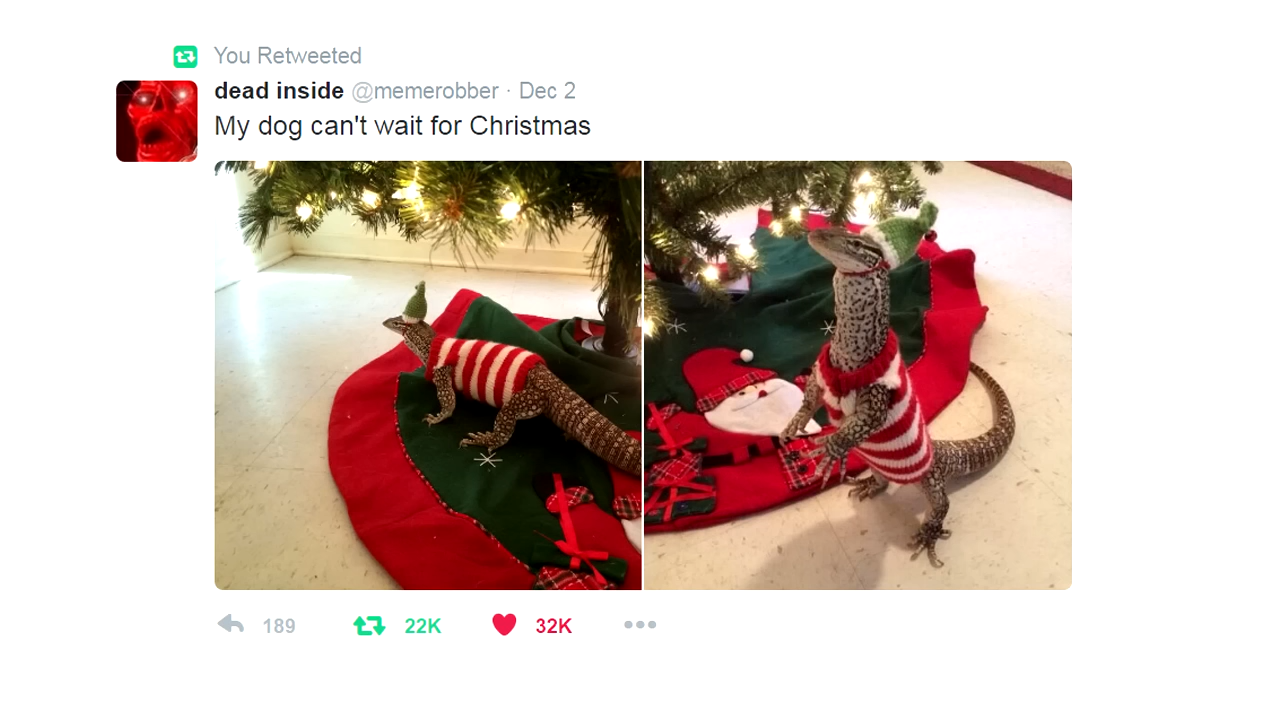 You Retweeted
dead inside @memerobber · Dec 2
My dog can't wait for Christmas
189 22K 32K